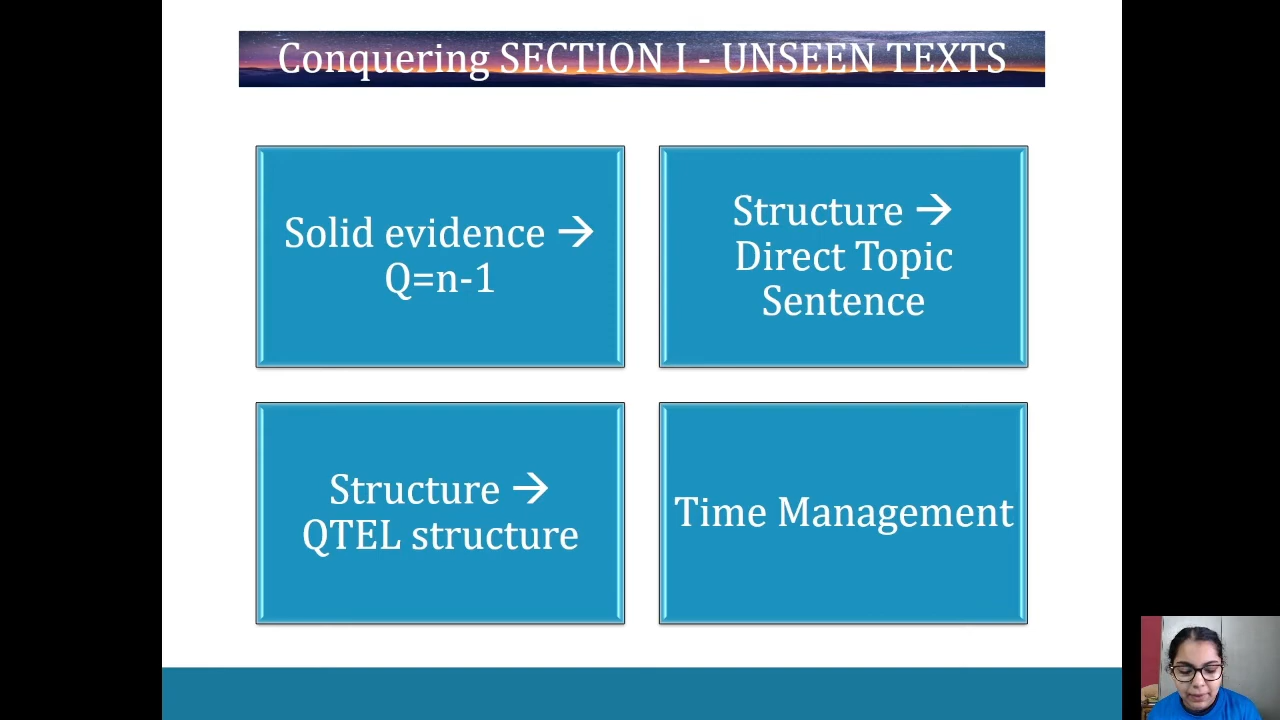 Conquering SECTION I - UNSEEN TEXTS
Solid evidence →
Q=n-1
Structure →
Direct Topic
Sentence
Structure →
QTEL structure
Time Management